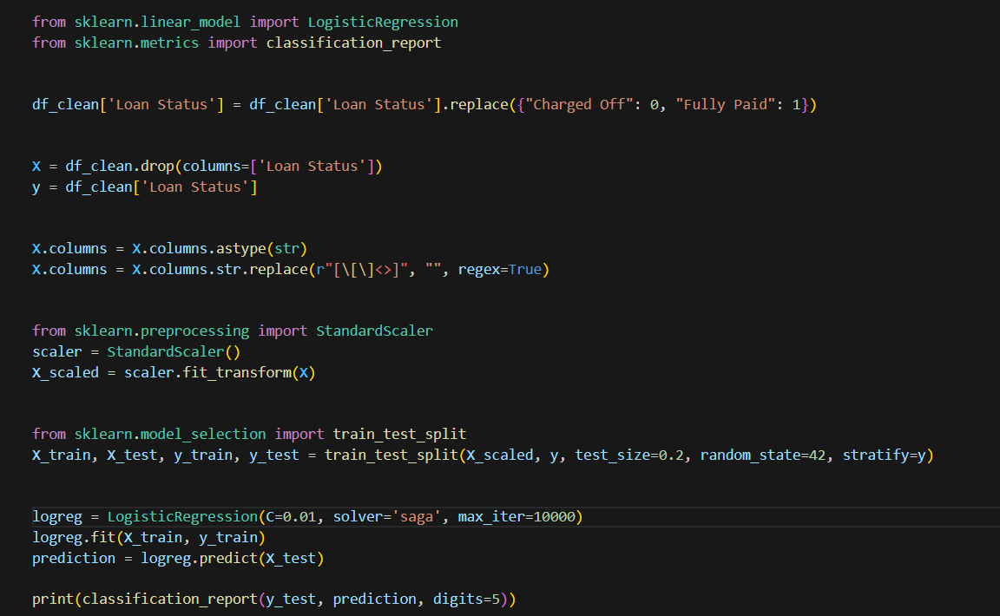 from sklearn.linear_model import LogisticRegression
from sklearn.metrics import classification_report
df_clean['Loan Status'] = df_clean['Loan Status'].replace({"Charged Off": 0, "Fully Paid": 1})
X = df_clean.drop(columns=['Loan Status'])
y = df_clean['Loan Status']
X.columns = X.columns.astype(str)
X.columns = X.columns.str.replace(r"[\[\]<>]", "", regex=True)
from sklearn.preprocessing import StandardScaler
scaler = StandardScaler()
X_scaled = scaler.fit_transform(X)
from sklearn.model_selection import train_test_split
X_train, X_test, y_train, y_test = train_test_split(X_scaled, y, test_size=0.2, random_state=42, stratify=y)
logreg = LogisticRegression(C=0.01, solver='saga', max_iter=10000)
logreg.fit(X_train, y_train)
prediction = logreg.predict(X_test)
print(classification_report(y_test, prediction, digits=5))